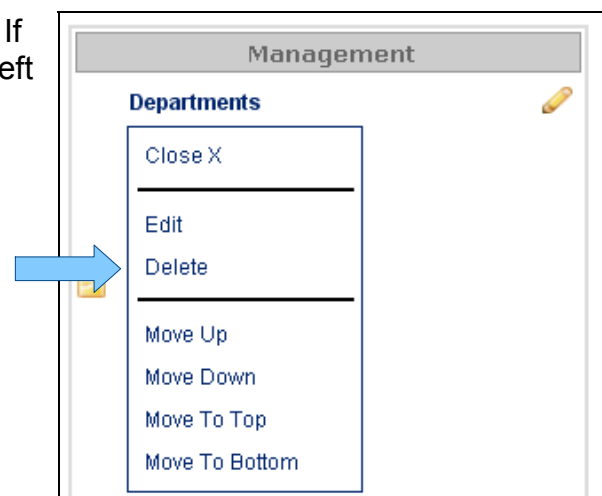 If
eft
Management
Departments
Close X
Edit
Delete
Move Up
Move Down
Move To Top
Move To Bottom